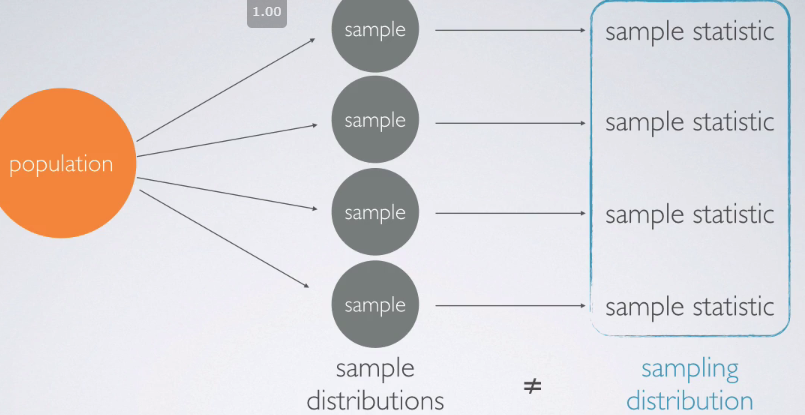 1.00
sample
sample statistic
sample
sample statistic
population
sample
sample statistic
sample
sample statistic
sample
distributions
≠
sampling
distribution